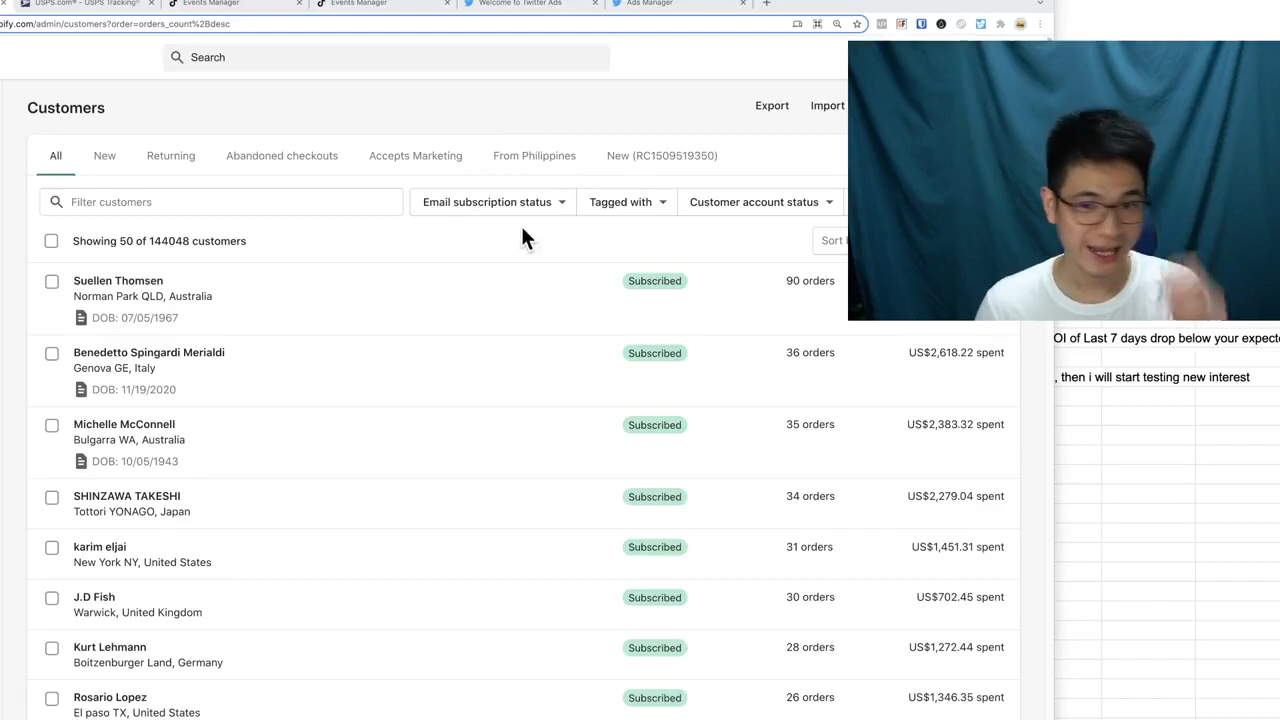 USPS.com® - USPS Tracking®
Events Manager
Events Manager
Welcome to Twitter Ads
Ads Manager
pify.com/admin/customers?order=orders_count%2Bdesc
Search
Customers
Export
Import
All
New
Returning
Abandoned checkouts
Accepts Marketing
From Philippines
New (RC1509519350)
Filter customers
Email subscription status
Tagged with
Customer account status
Showing 50 of 144048 customers
Sort
Suellen Thomsen
Subscribed
90 orders
Norman Park QLD, Australia
DOB: 07/05/1967
OI of Last 7 days drop below your expecte
Benedetto Spingardi Merialdi
Subscribed
36 orders
US$2,618.22 spent
Genova GE, Italy
, then i will start testing new interest
DOB: 11/19/2020
Michelle McConnell
Subscribed
35 orders
US$2,383.32 spent
Bulgarra WA, Australia
DOB: 10/05/1943
SHINZAWA TAKESHI
Subscribed
34 orders
US$2,279.04 spent
Tottori YONAGO, Japan
karim eljai
Subscribed
31 orders
US$1,451.31 spent
New York NY, United States
J.D Fish
Subscribed
30 orders
US$702.45 spent
Warwick, United Kingdom
Kurt Lehmann
Subscribed
28 orders
US$1,272.44 spent
Boitzenburger Land, Germany
Rosario Lopez
Subscribed
26 orders
US$1,346.35 spent
El paso TX, United States